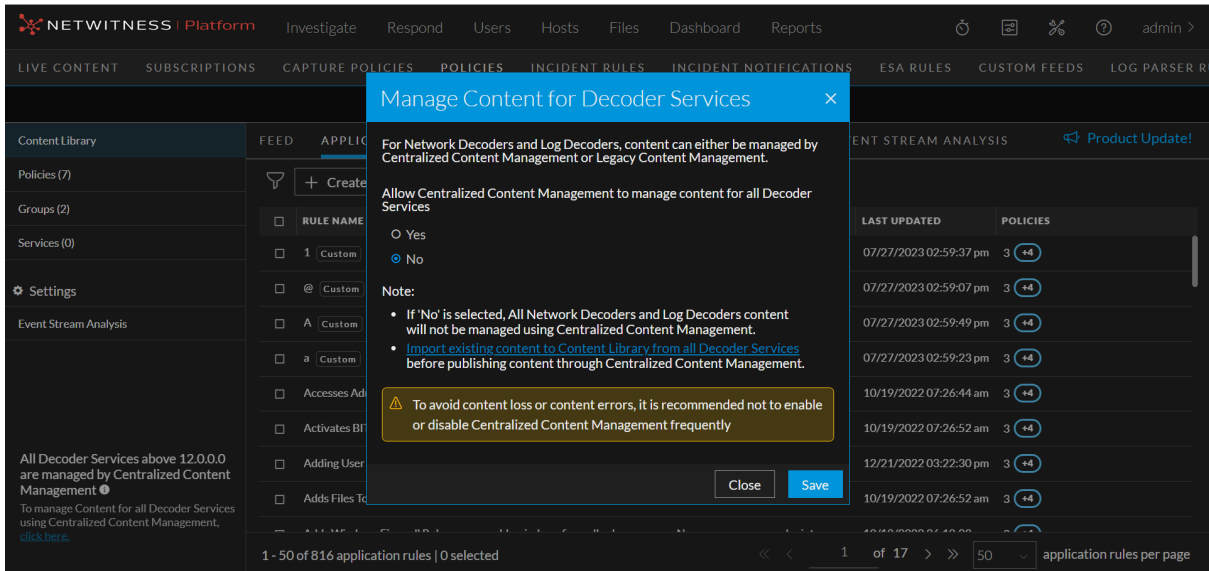 NETWITNESS Platform Investigate Respond Users Hosts Files Dashboard Reports admin >
LIVE CONTENT SUBSCRIPTIONS CAPTURE POLICIES POLICIES INCIDENT RULES INCIDENT NOTIFICATIONS ESA RULES CUSTOM FEEDS LOG PARSER R
Manage Content for Decoder Services ×
Content Library
Policies (7)
Groups (2)
Services (0)
Settings
Event Stream Analysis
All Decoder Services above 12.0.0.0
are managed by Centralized Content
Management
To manage Content for all Decoder Services
using Centralized Content Management,
click here.
FEED APPLIC ENT STREAM ANALYSIS Product Update!
+ Create
RULE NAME LAST UPDATED POLICIES
1 Custom 07/27/2023 02:59:37 pm 3 +4
@ Custom 07/27/2023 02:59:07 pm 3 +4
A Custom 07/27/2023 02:59:49 pm 3 +4
a Custom 07/27/2023 02:59:23 pm 3 +4
Accesses Adm 10/19/2022 07:26:44 am 3 +4
Activates BIT 10/19/2022 07:26:52 am 3 +4
Adding User 12/21/2022 03:22:30 pm 3 +4
Adds Files To 10/19/2022 07:26:52 am 3 +4
For Network Decoders and Log Decoders, content can either be managed by
Centralized Content Management or Legacy Content Management.
Allow Centralized Content Management to manage content for all Decoder
Services
Yes
No
Note:
• If 'No' is selected, All Network Decoders and Log Decoders content
will not be managed using Centralized Content Management.
• Import existing content to Content Library from all Decoder Services
before publishing content through Centralized Content Management.
To avoid content loss or content errors, it is recommended not to enable
or disable Centralized Content Management frequently
Close Save
1 - 50 of 816 application rules | 0 selected << < 1 of 17 > >> 50 application rules per page